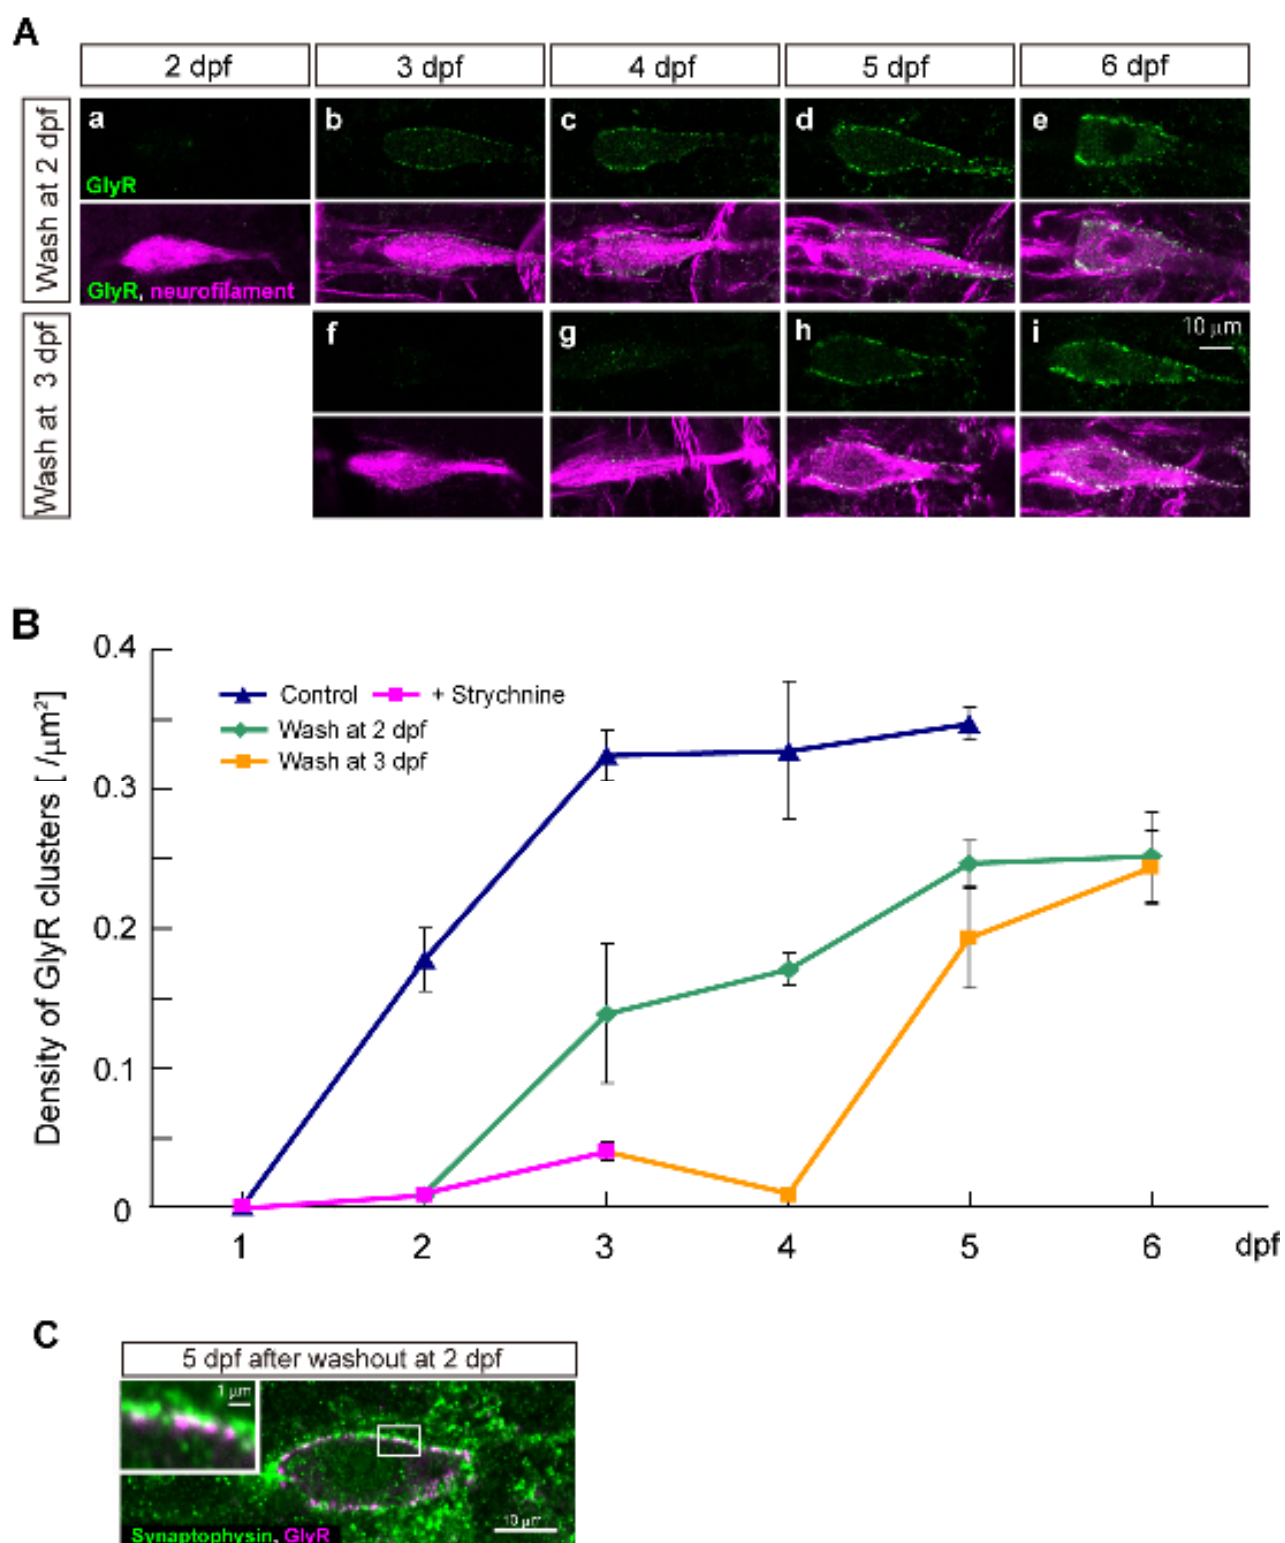 A
2 dpf 3 dpf 4 dpf 5 dpf 6 dpf
Wash at 2 dpf
a b c d e
GlyR
GlyR, neurofilament
Wash at 3 dpf
f g h i 10 μm
B
Density of GlyR clusters [ /μm²]
0.4
0.3
0.2
0.1
0
Control + Strychnine
Wash at 2 dpf
Wash at 3 dpf
1 2 3 4 5 6 dpf
C
5 dpf after washout at 2 dpf
1 μm
10 μm
Synaptophysin, GlyR